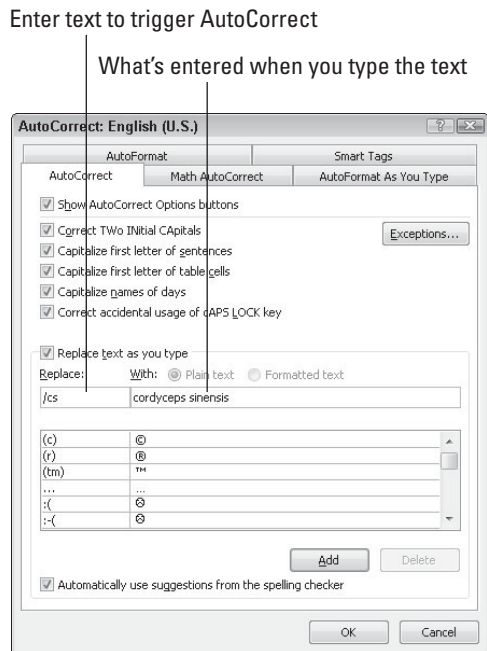 Enter text to trigger AutoCorrect
What's entered when you type the text
AutoCorrect: English (U.S.)
AutoFormat Smart Tags
AutoCorrect Math AutoCorrect AutoFormat As You Type
Show AutoCorrect Options buttons
Correct TWo INitial CApitals Exceptions...
Capitalize first letter of sentences
Capitalize first letter of table cells
Capitalize names of days
Correct accidental usage of cAPS LOCK key
Replace text as you type
Replace: With: Plain text Formatted text
/cs cordyceps sinensis
(c) ©
(r) ®
(tm) ™
... ...
:( ☹
:-( ☹
Add Delete
Automatically use suggestions from the spelling checker
OK Cancel